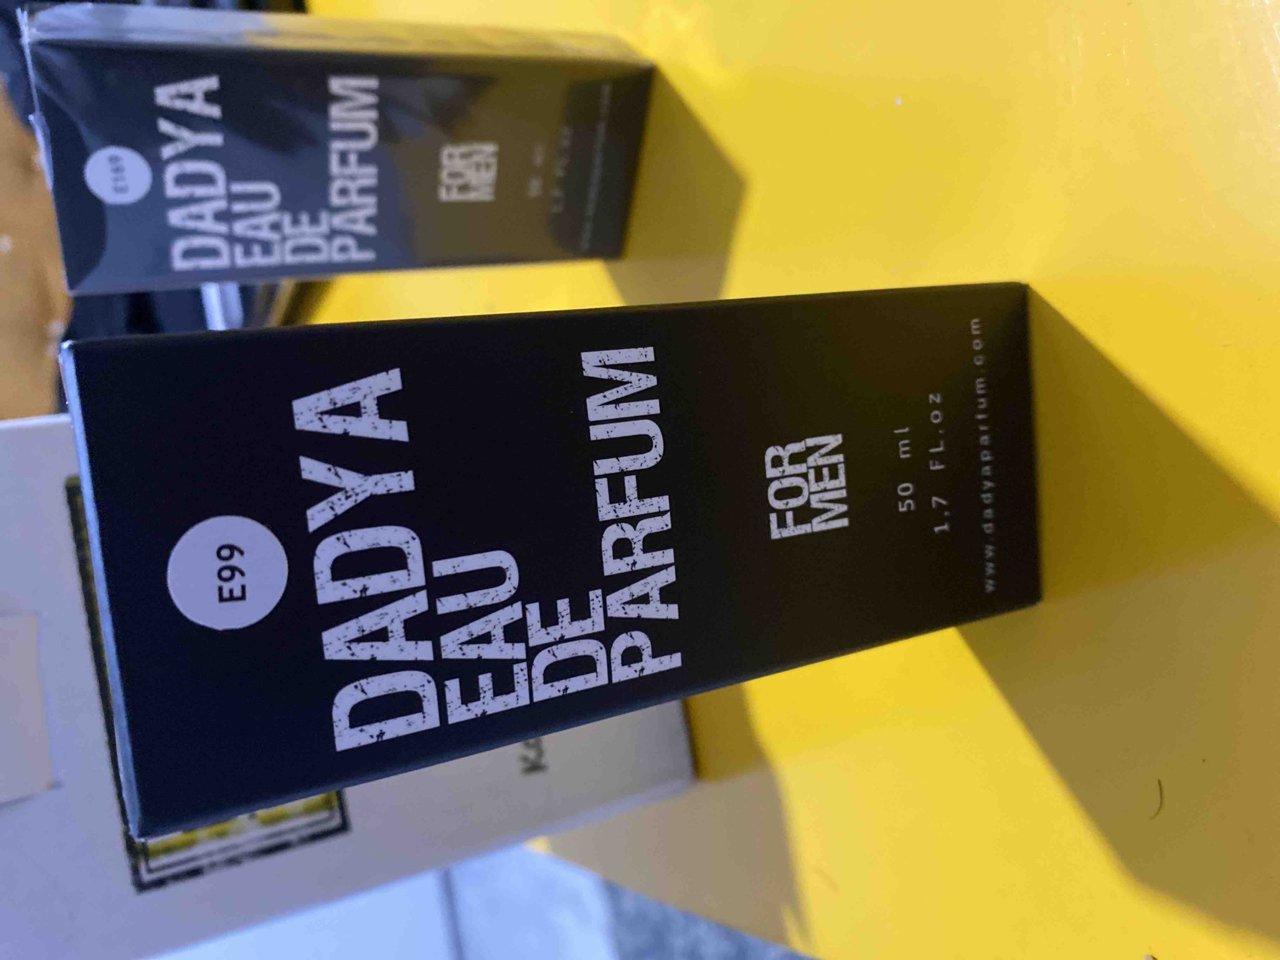 E99
DADYA
EAU
DE
PARFUM
FOR
MEN
50 ml
1,7 FL.oz
www.dadyaparfum.com
DADYA
EAU
DE
PARFUM
FOR
MEN